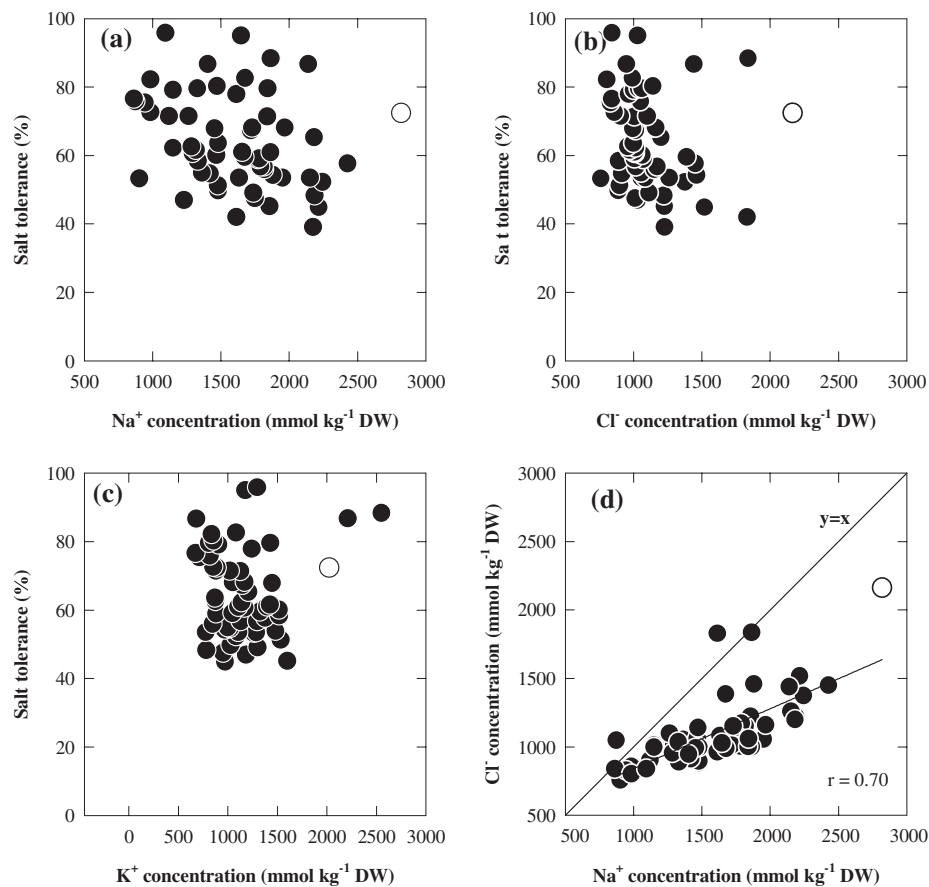 (a)
100
80
60
40
20
0
Salt tolerance (%)
500 1000 1500 2000 2500 3000
Na⁺ concentration (mmol kg⁻¹ DW)
(b)
100
80
60
40
20
0
Sa t tolerance (%)
500 1000 1500 2000 2500 3000
Cl⁻ concentration (mmol kg⁻¹ DW)
(c)
100
80
60
40
20
0
Salt tolerance (%)
0 500 1000 1500 2000 2500 3000
K⁺ concentration (mmol kg⁻¹ DW)
(d)
3000
2500
2000
1500
1000
500
Cl⁻ concentration (mmol kg⁻¹ DW)
y=x
r = 0.70
500 1000 1500 2000 2500 3000
Na⁺ concentration (mmol kg⁻¹ DW)